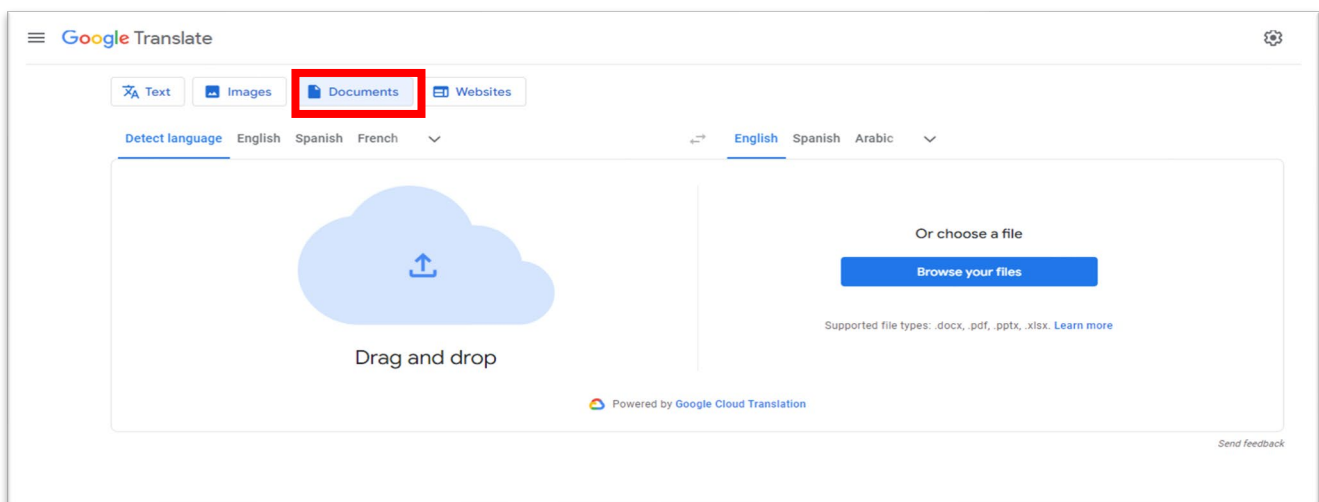 Google Translate
Text Images Documents Websites
Detect language English Spanish French English Spanish Arabic
Or choose a file
Browse your files
Supported file types: .docx, .pdf, .pptx, .xlsx. Learn more
Drag and drop
Powered by Google Cloud Translation
Send feedback